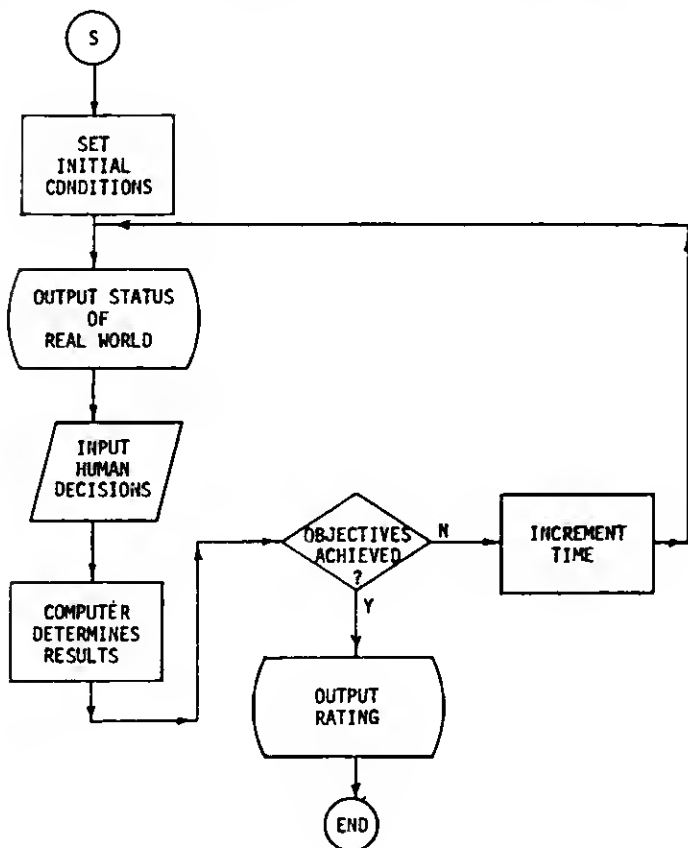 S
SET
INITIAL
CONDITIONS
OUTPUT STATUS
OF
REAL WORLD
INPUT
HUMAN
DECISIONS
COMPUTER
DETERMINES
RESULTS
OBJECTIVES
ACHIEVED
?
N
INCREMENT
TIME
Y
OUTPUT
RATING
END